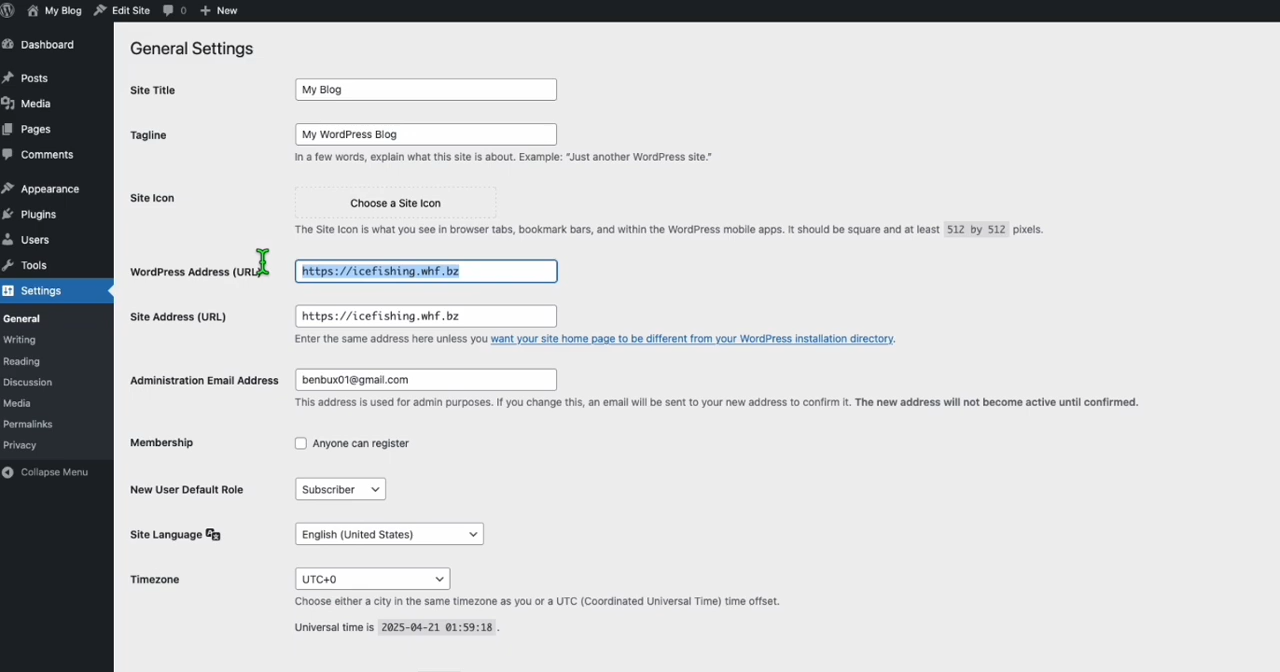 My Blog Edit Site 0 New
Dashboard
Posts
Media
Pages
Comments
Appearance
Plugins
Users
Tools
Settings
General
Writing
Reading
Discussion
Media
Permalinks
Privacy
Collapse Menu
General Settings
Site Title My Blog
Tagline My WordPress Blog
In a few words, explain what this site is about. Example: “Just another WordPress site.”
Site Icon Choose a Site Icon
The Site Icon is what you see in browser tabs, bookmark bars, and within the WordPress mobile apps. It should be square and at least 512 by 512 pixels.
WordPress Address (URL) https://icefishing.whf.bz
Site Address (URL) https://icefishing.whf.bz
Enter the same address here unless you want your site home page to be different from your WordPress installation directory.
Administration Email Address benbux01@gmail.com
This address is used for admin purposes. If you change this, an email will be sent to your new address to confirm it. The new address will not become active until confirmed.
Membership Anyone can register
New User Default Role Subscriber
Site Language English (United States)
Timezone UTC+0
Choose either a city in the same timezone as you or a UTC (Coordinated Universal Time) time offset.
Universal time is 2025-04-21 01:59:18 .